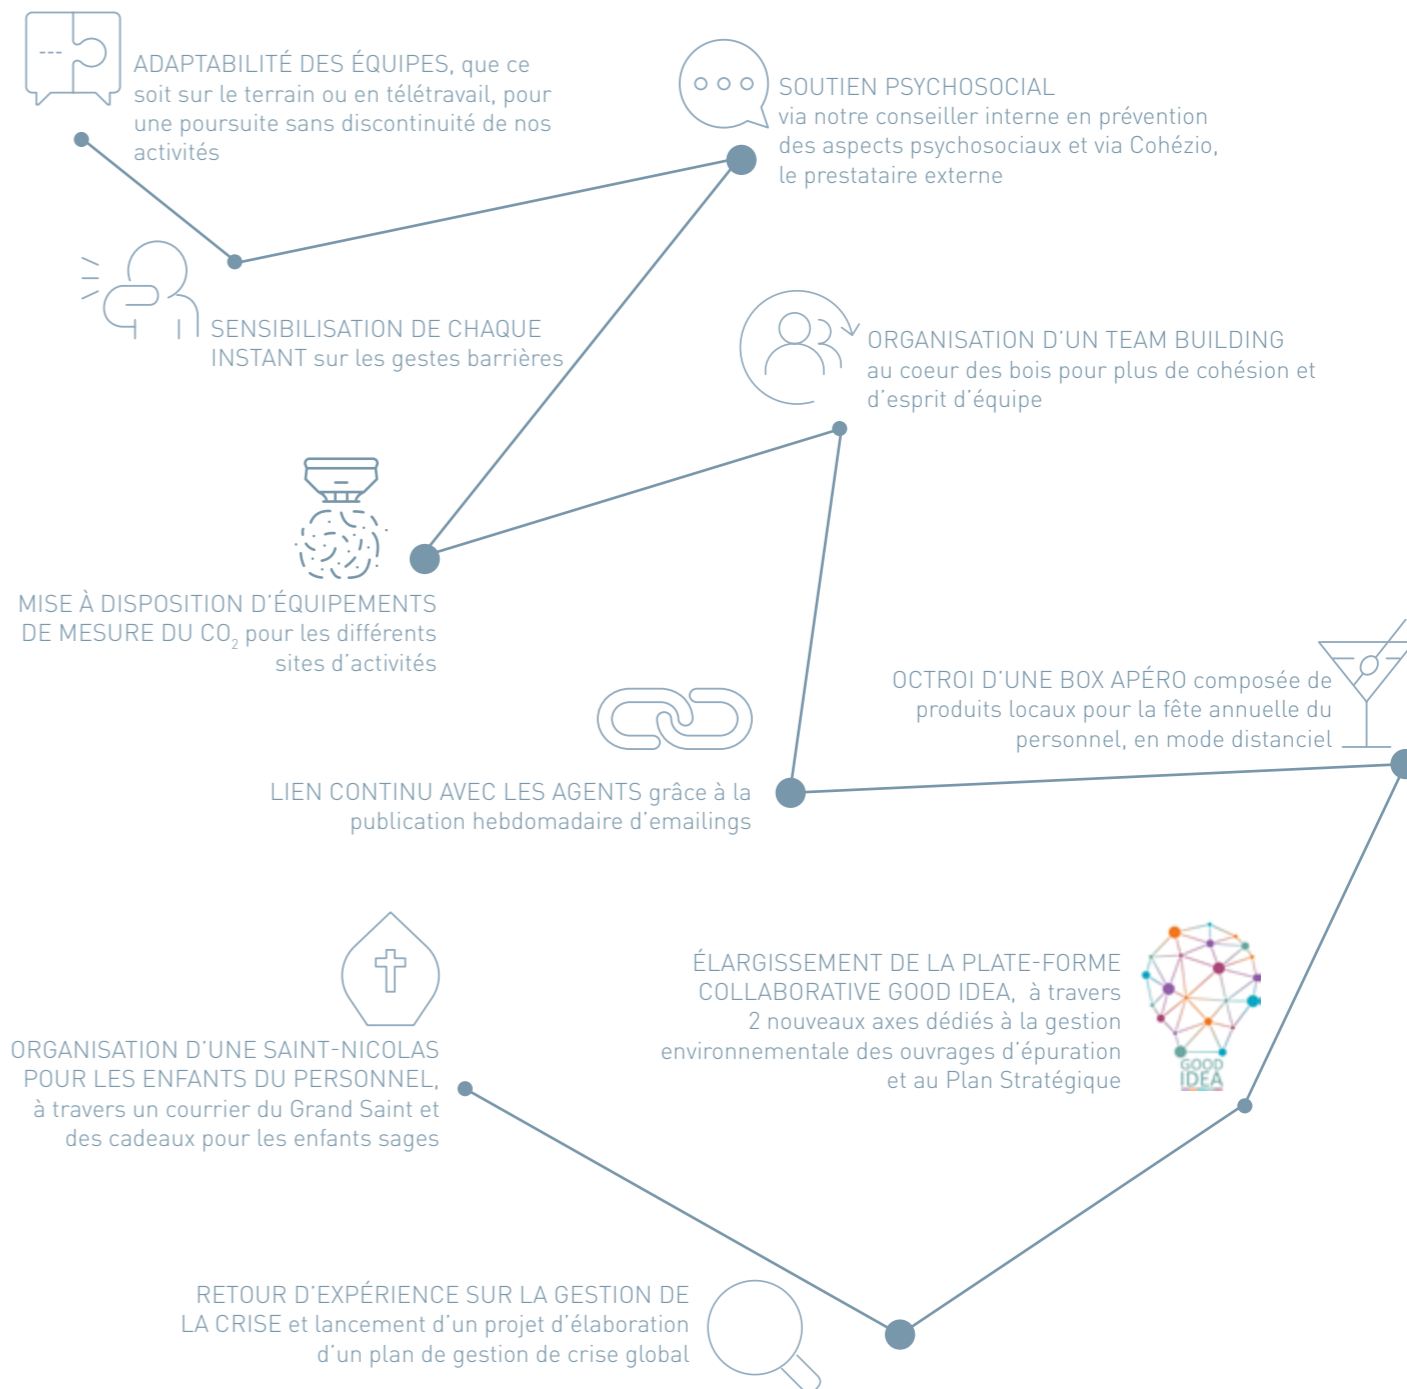 ADAPTABILITÉ DES ÉQUIPES, que ce
soit sur le terrain ou en télétravail, pour
une poursuite sans discontinuité de nos
activités
SOUTIEN PSYCHOSOCIAL
via notre conseiller interne en prévention
des aspects psychosociaux et via Cohézio,
le prestataire externe
SENSIBILISATION DE CHAQUE
INSTANT sur les gestes barrières
ORGANISATION D'UN TEAM BUILDING
au coeur des bois pour plus de cohésion et
d'esprit d'équipe
MISE À DISPOSITION D'ÉQUIPEMENTS
DE MESURE DU CO₂ pour les différents
sites d'activités
OCTROI D'UNE BOX APÉRO composée de
produits locaux pour la fête annuelle du
personnel, en mode distanciel
LIEN CONTINU AVEC LES AGENTS grâce à la
publication hebdomadaire d'emailings
ÉLARGISSEMENT DE LA PLATE-FORME
COLLABORATIVE GOOD IDEA, à travers
2 nouveaux axes dédiés à la gestion
environnementale des ouvrages d'épuration
et au Plan Stratégique
GOOD
IDEA
ORGANISATION D'UNE SAINT-NICOLAS
POUR LES ENFANTS DU PERSONNEL,
à travers un courrier du Grand Saint et
des cadeaux pour les enfants sages
RETOUR D'EXPÉRIENCE SUR LA GESTION DE
LA CRISE et lancement d'un projet d'élaboration
d'un plan de gestion de crise global